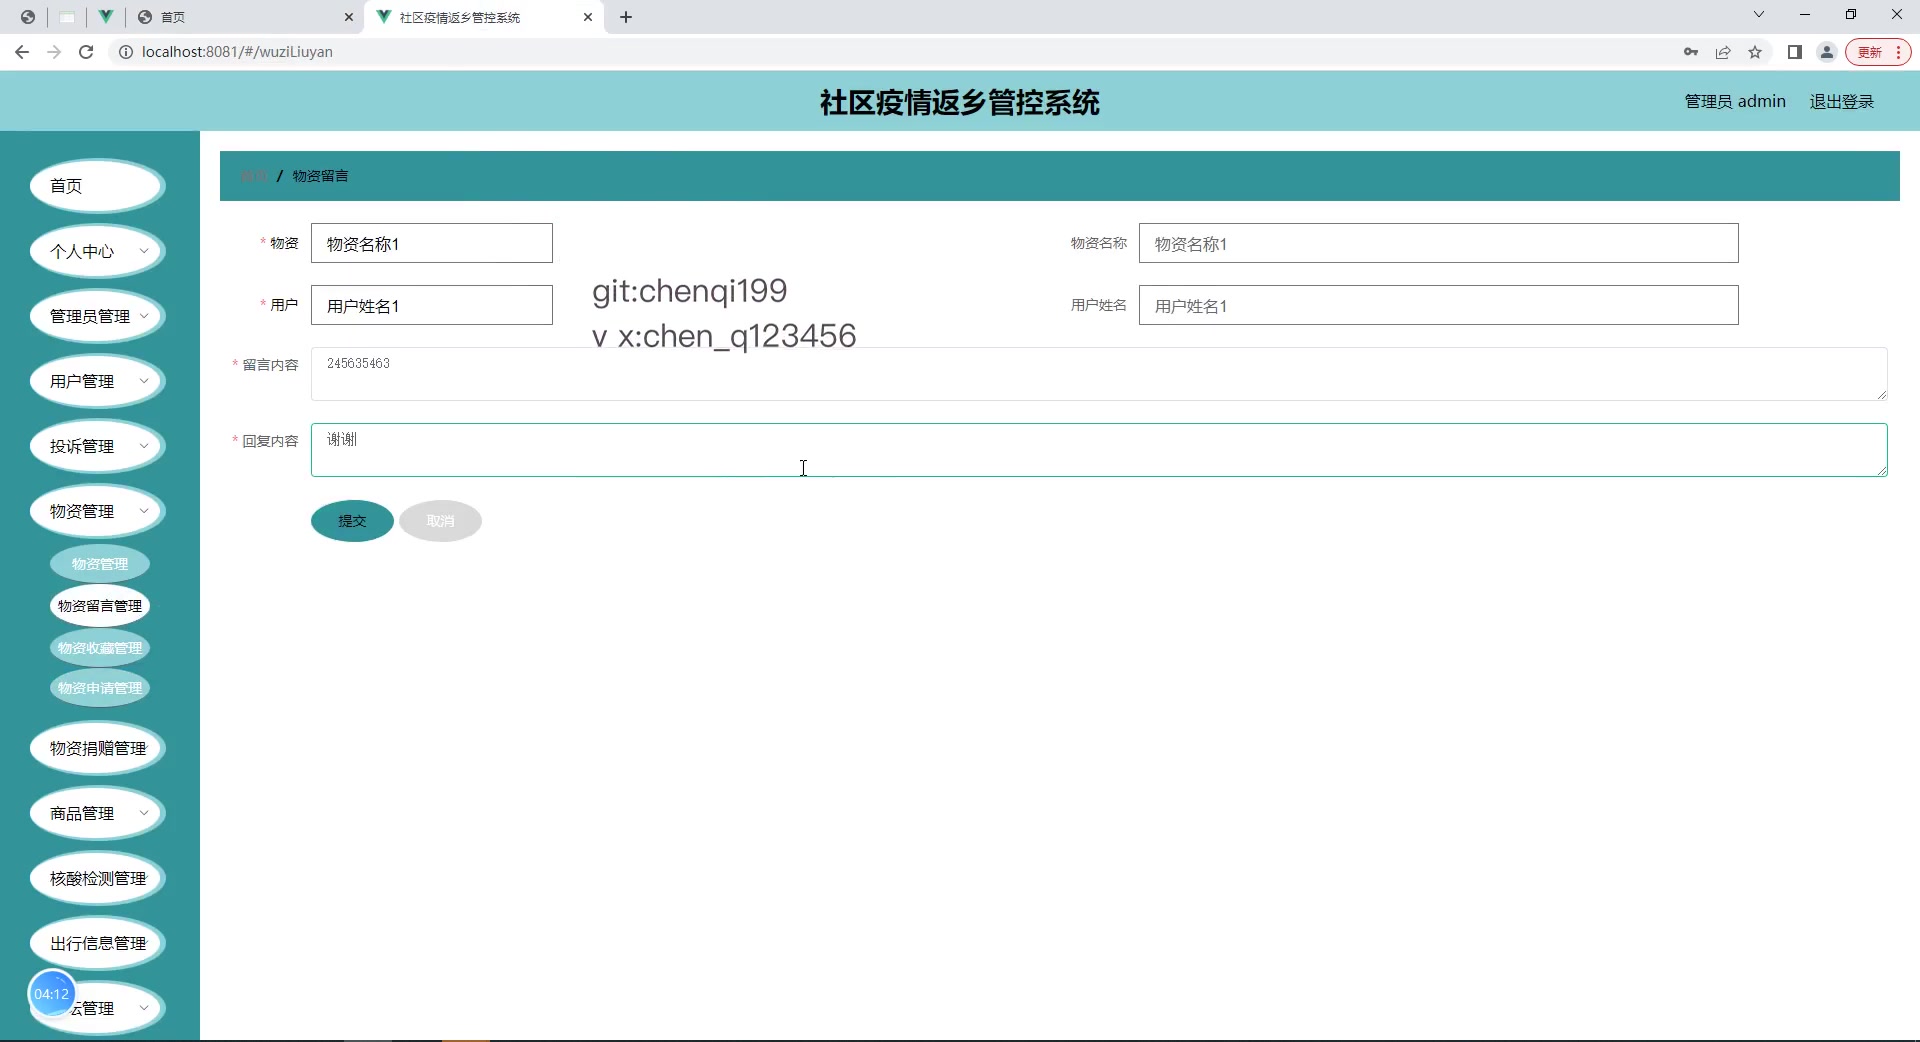 首页
社区疫情返乡管控系统
localhost:8081/#/wuziLiuyan
更新
社区疫情返乡管控系统
管理员 admin
退出登录
首页
个人中心
管理员管理
用户管理
投诉管理
物资管理
物资管理
物资留言管理
物资收藏管理
物资申请管理
物资捐赠管理
商品管理
核酸检测管理
出行信息管理
坛管理
04:12
首页 / 物资留言
* 物资 物资名称1
物资名称 物资名称1
* 用户 用户姓名1
用户姓名 用户姓名1
git:chenqi199
v x:chen_q123456
* 留言内容 245635463
* 回复内容 谢谢
提交 取消